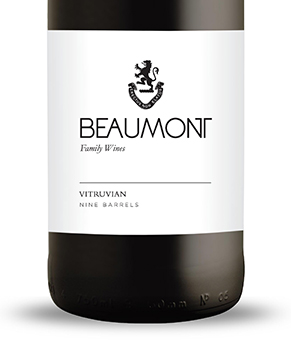 BEAUMONT
Family Wines
VITRUVIAN
NINE BARRELS